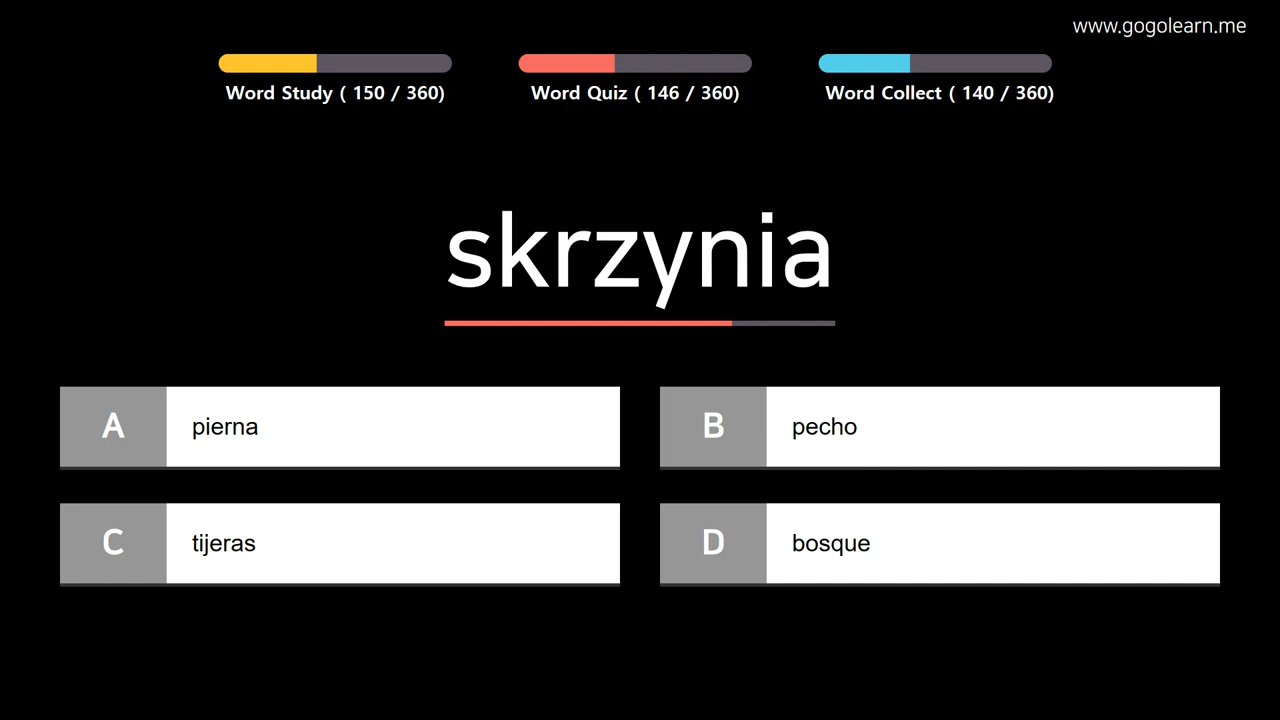 www.gogolearn.me
Word Study ( 150 / 360)
Word Quiz ( 146 / 360)
Word Collect ( 140 / 360)
skrzynia
A pierna
B pecho
C tijeras
D bosque